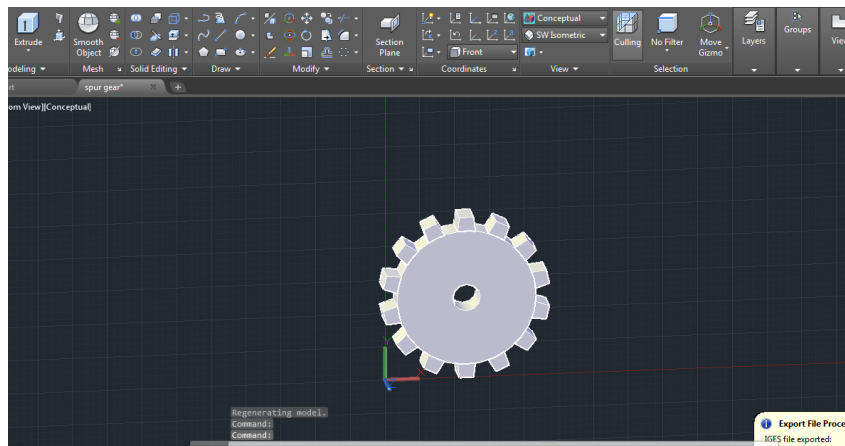 Conceptual
Extrude
Smooth
Object
Section
Plane
SW Isometric
Front
Culling
No Filter
Move
Gizmo
Layers
Groups
View
odeling
Mesh
Solid Editing
Draw
Modify
Section
Coordinates
View
Selection
rt
spur gear*
om View][Conceptual]
Y
X
Regenerating model.
Command:
Command:
Export File Proce
IGES file exported: